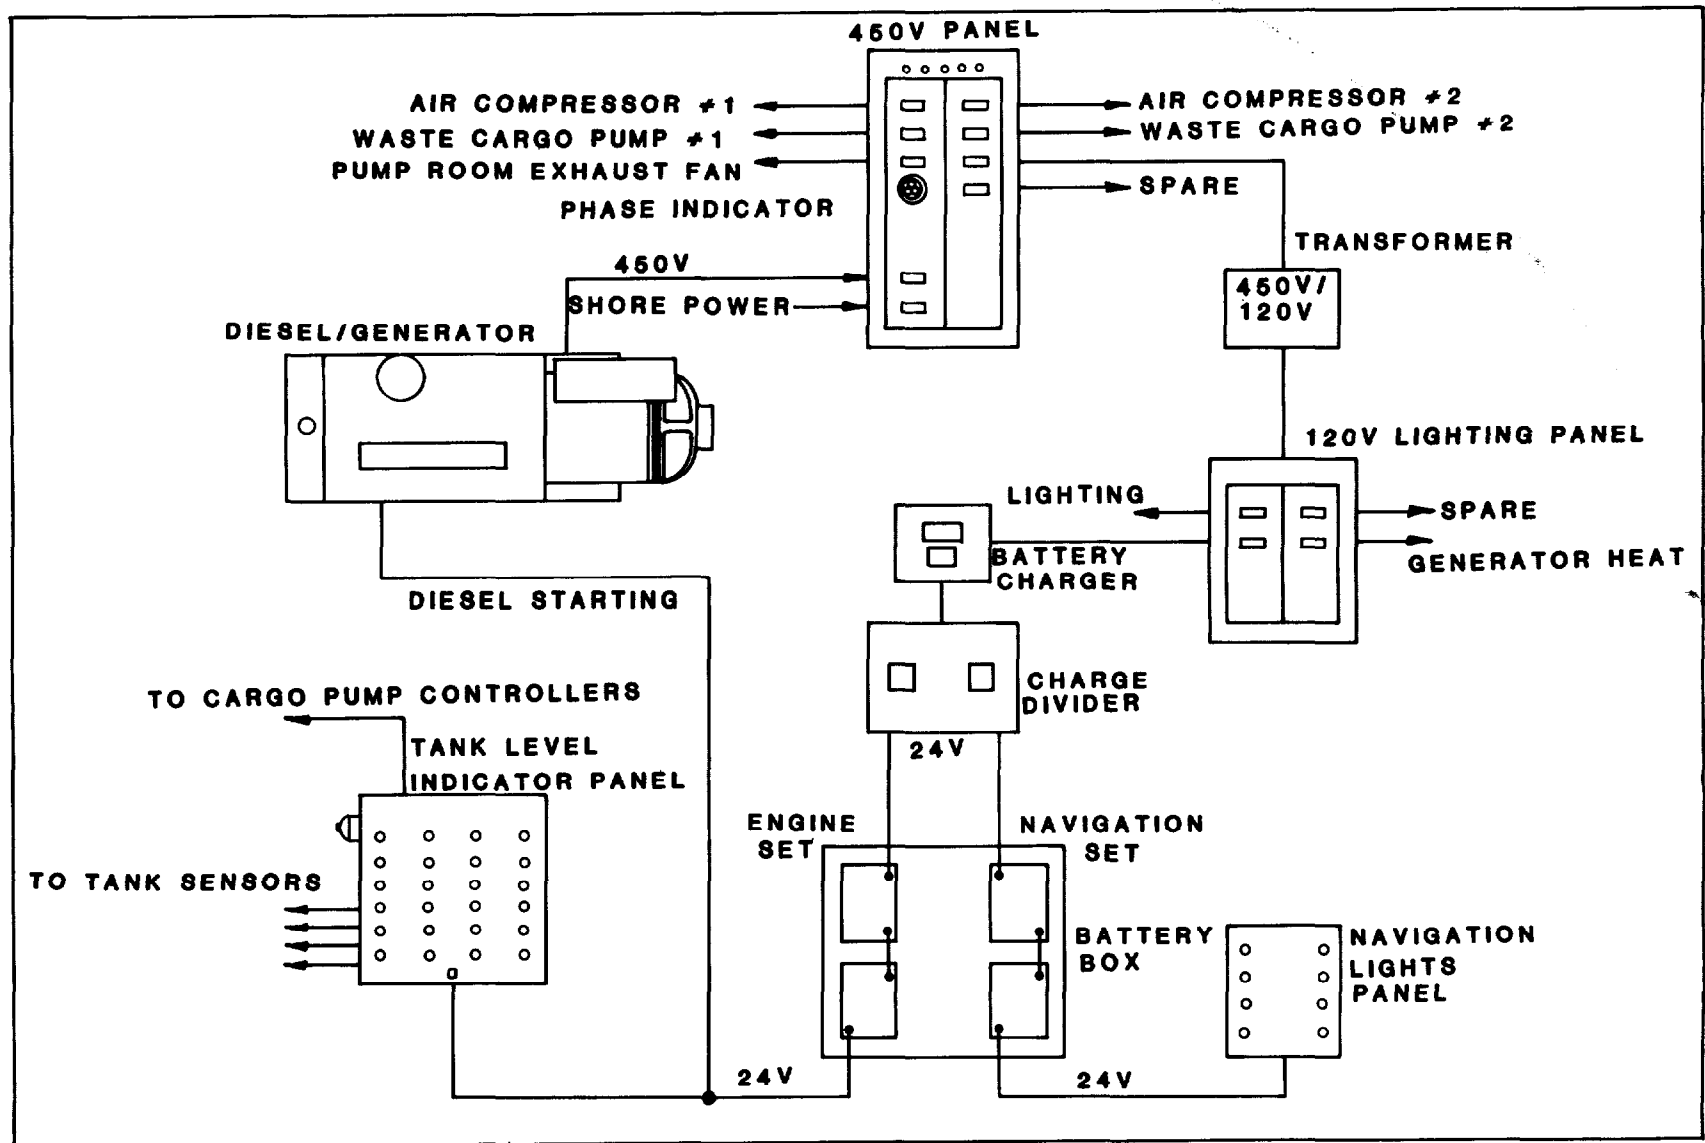 450V PANEL
AIR COMPRESSOR #1
AIR COMPRESSOR #2
WASTE CARGO PUMP #1
WASTE CARGO PUMP #2
PUMP ROOM EXHAUST FAN
SPARE
PHASE INDICATOR
TRANSFORMER
450V
450V/
120V
SHORE POWER
DIESEL/GENERATOR
120V LIGHTING PANEL
LIGHTING
SPARE
BATTERY
CHARGER
GENERATOR HEAT
DIESEL STARTING
TO CARGO PUMP CONTROLLERS
CHARGE
DIVIDER
TANK LEVEL
INDICATOR PANEL
24V
ENGINE
SET
NAVIGATION
SET
TO TANK SENSORS
BATTERY
BOX
NAVIGATION
LIGHTS
PANEL
24V
24V